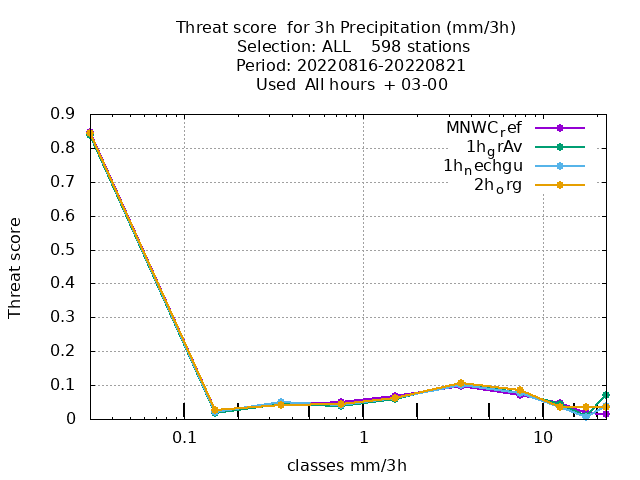 Threat score  for 3h Precipitation (mm/3h)
Selection: ALL    598 stations
Period: 20220816-20220821
Used  All hours  + 03-00
MNWC_ref
1h_grAv
1h_nechgu
2h_org
0.9
0.8
0.7
0.6
0.5
0.4
0.3
0.2
0.1
0
Threat score
0.1
1
10
classes mm/3h